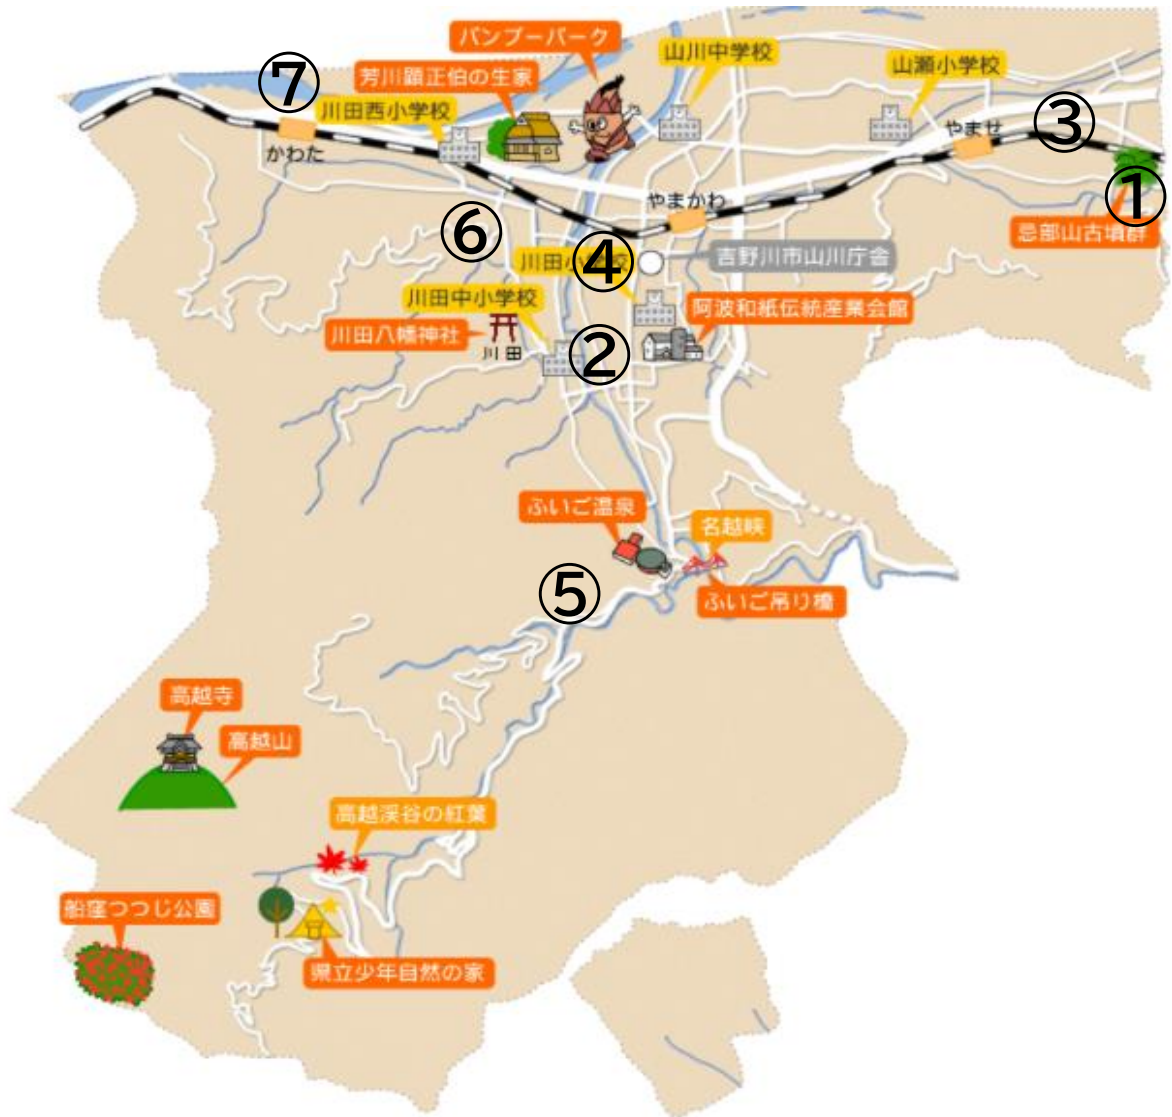 バンブーパーク
山川中学校
⑦
芳川顕正伯の生家
山瀬小学校
川田西小学校
③
やませ
かわた
①
やまかわ
忌部山古墳群
⑥
川田小
④
校
吉野川市山川庁舎
川田中小学校
阿波和紙伝統産業会館
川田八幡神社
川田
②
ふいご温泉
名越峡
⑤
ふいご吊り橋
高越寺
高越山
高越渓谷の紅葉
船窪つつじ公園
県立少年自然の家